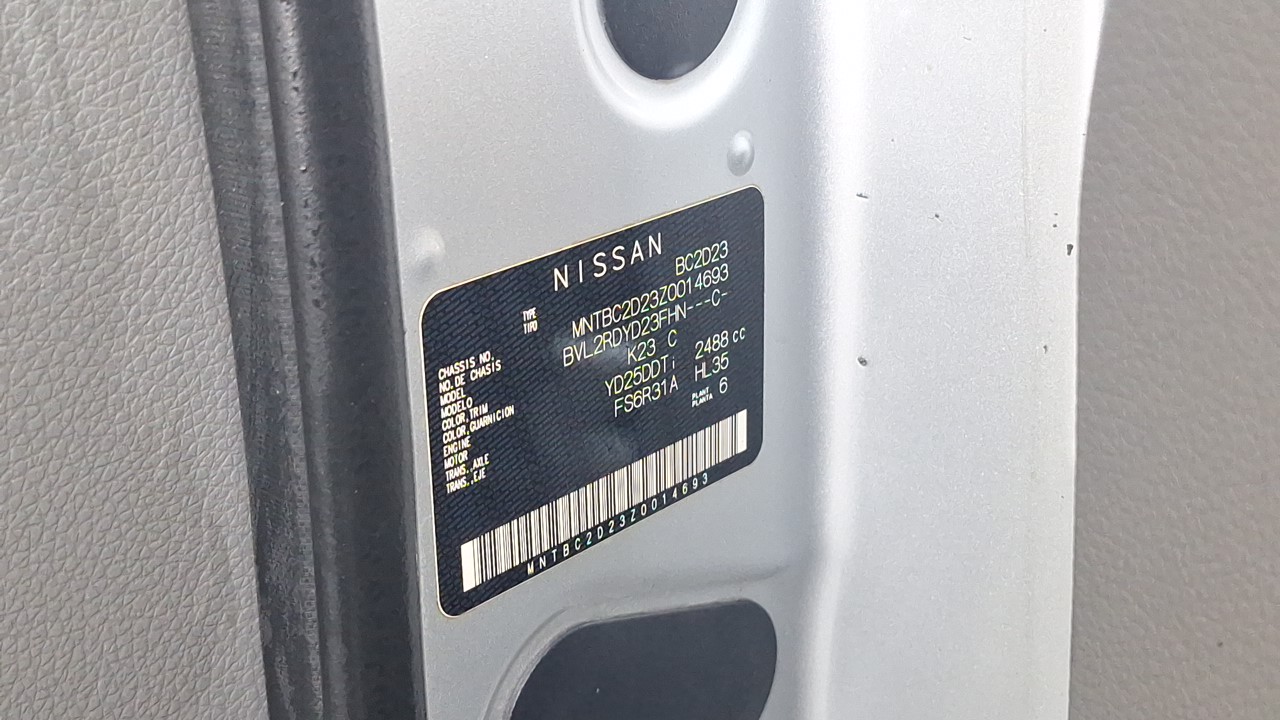 NISSAN
TYPE BC2D23
TIPO
CHASSIS NO. MNTBC2D23Z0014693
NO.DE CHASIS
MODEL BVL2RDYD23FHN---C-
MODELO
COLOR,TRIM K23 C
COLOR,GUARNICION
ENGINE YD25DDTi 2488 cc
MOTOR
TRANS.,AXLE FS6R31A HL35
TRANS.,EJE
PLANT 6
PLANTA
MNTBC2D23Z0014693